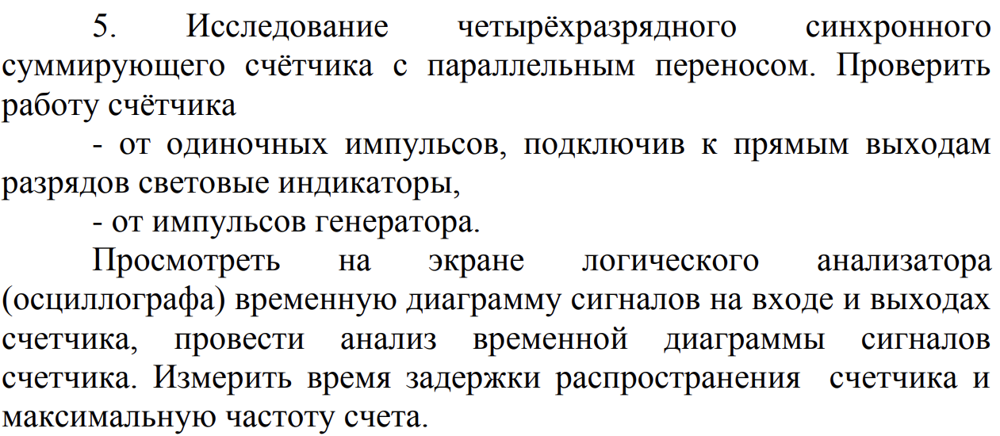 5. Исследование четырёхразрядного синхронного
суммирующего счётчика с параллельным переносом. Проверить
работу счётчика
- от одиночных импульсов, подключив к прямым выходам
разрядов световые индикаторы,
- от импульсов генератора.
Просмотреть на экране логического анализатора
(осциллографа) временную диаграмму сигналов на входе и выходах
счетчика, провести анализ временной диаграммы сигналов
счетчика. Измерить время задержки распространения счетчика и
максимальную частоту счета.